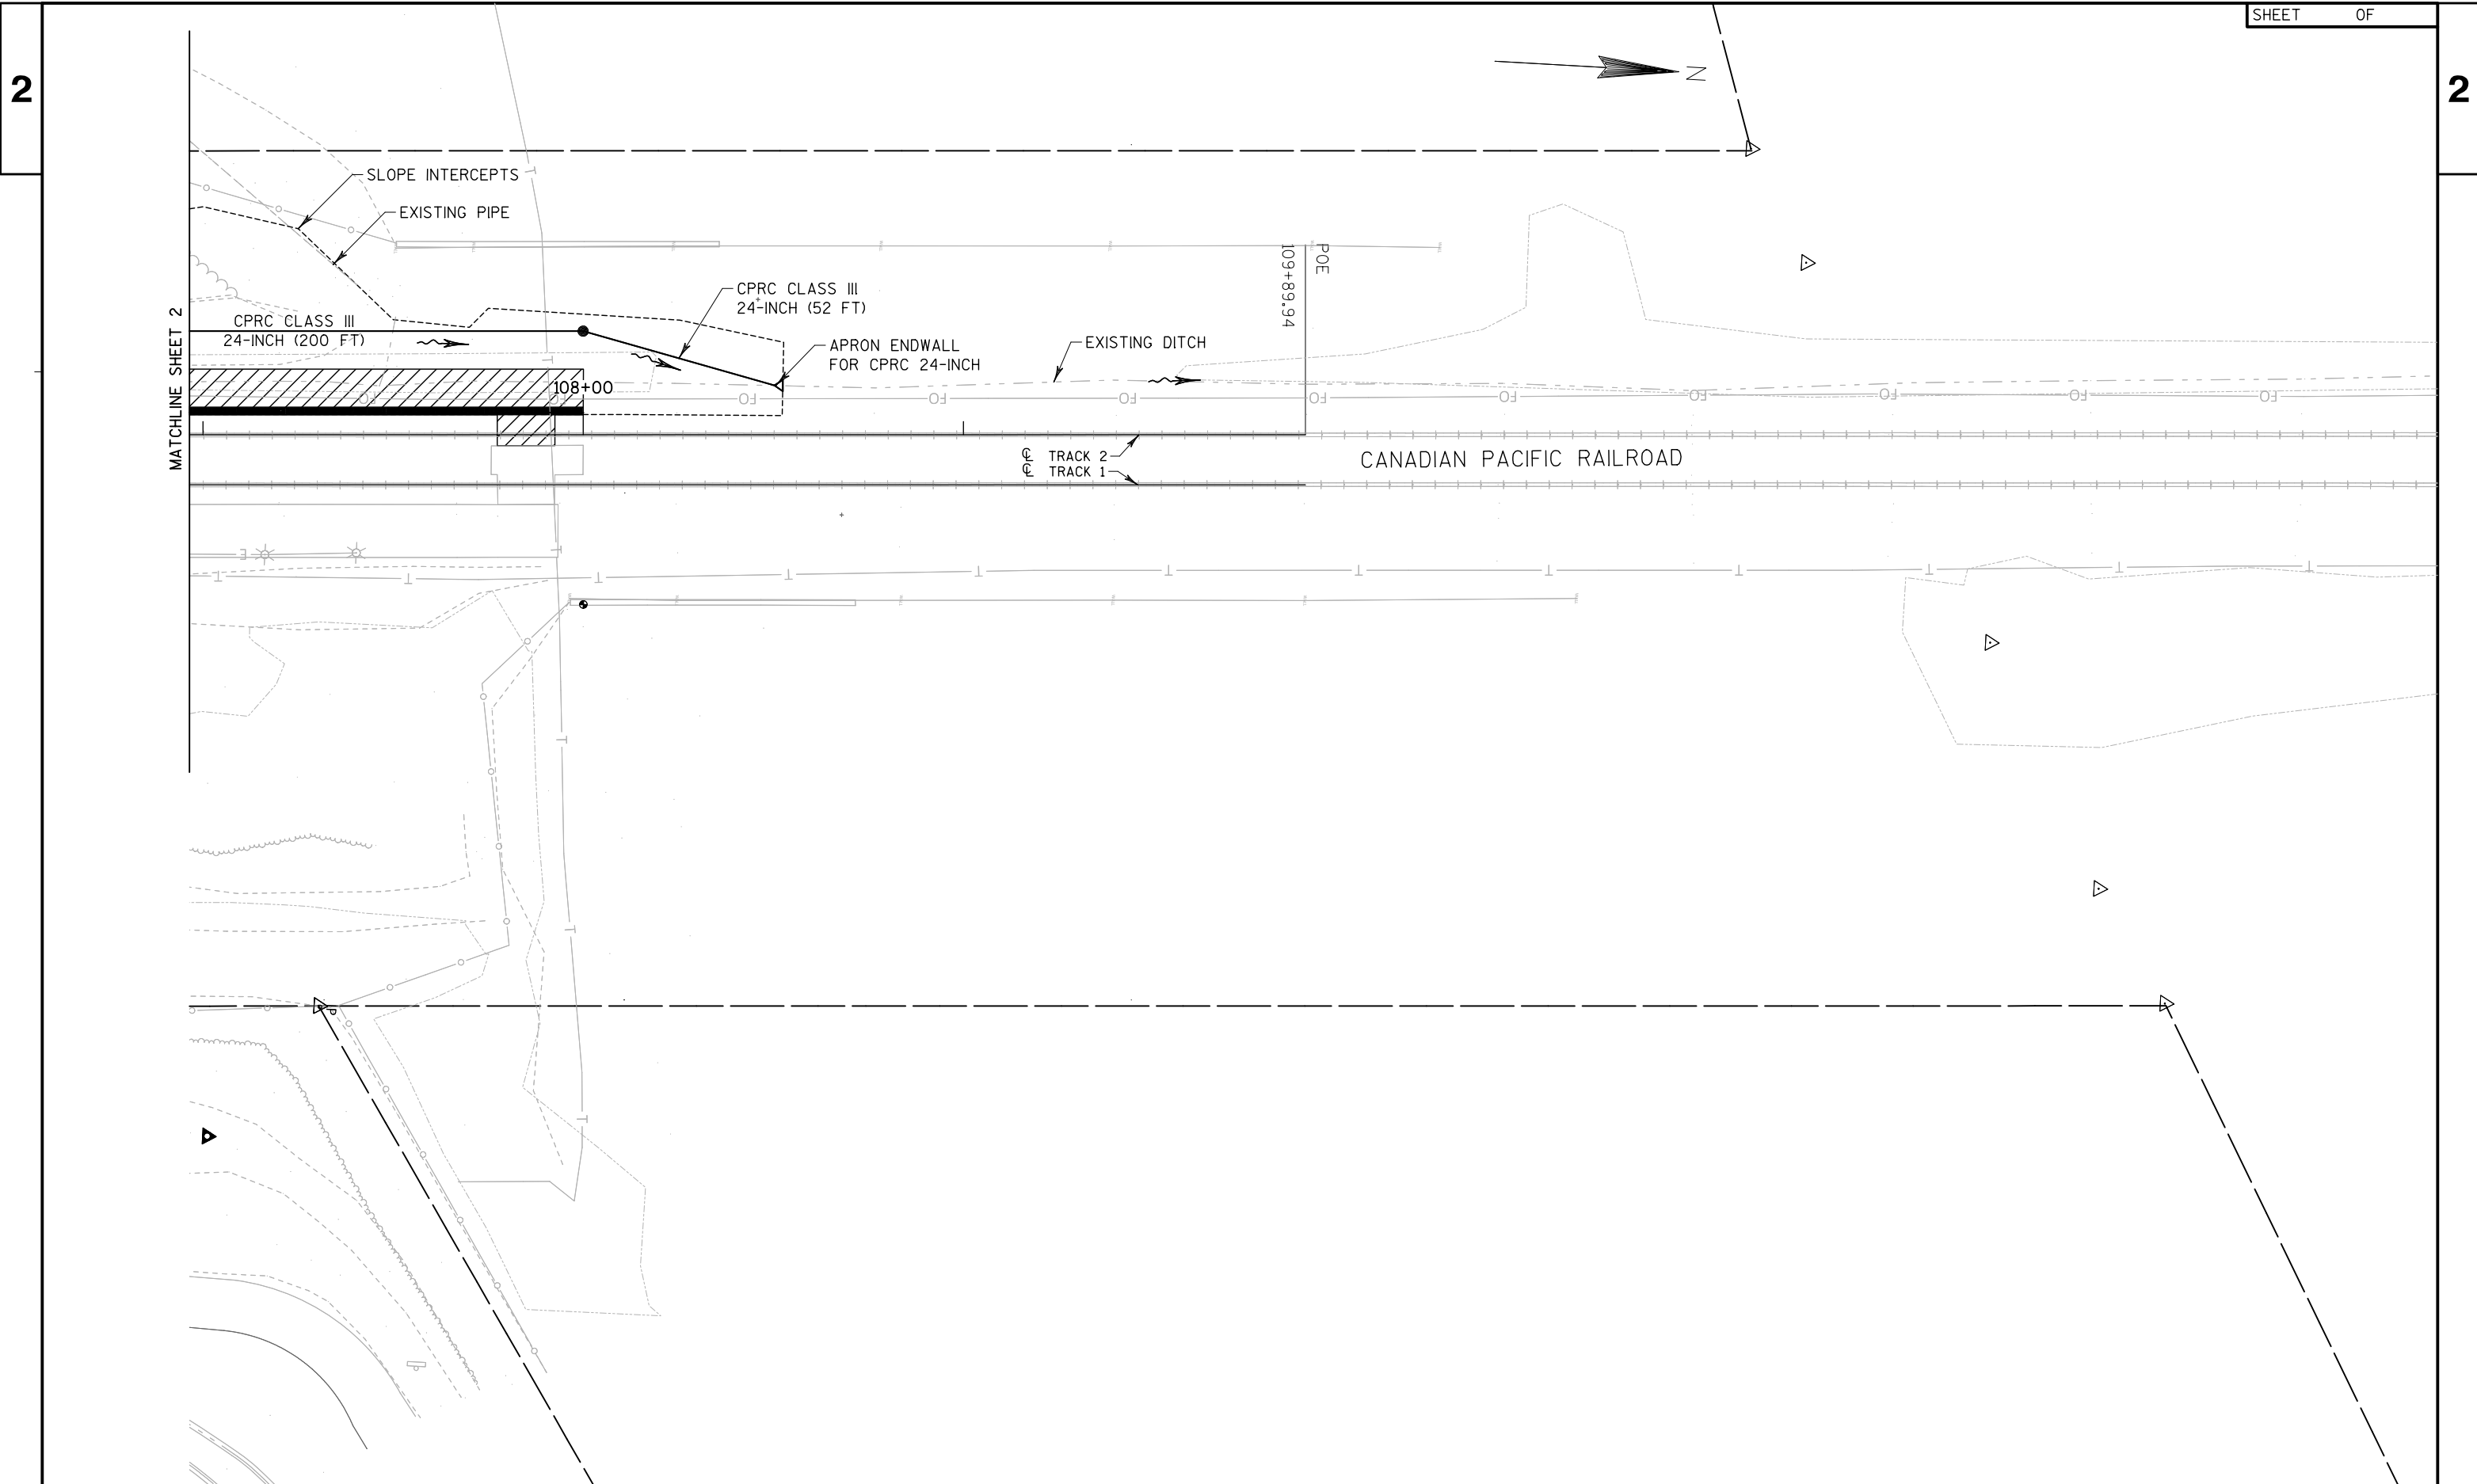 SHEET OF
2
2
N
SLOPE INTERCEPTS
EXISTING PIPE
T
CPRC CLASS III
24-INCH (52 FT)
POE
109+89.94
MATCHLINE SHEET 2
CPRC CLASS III
24-INCH (200 FT)
APRON ENDWALL
FOR CPRC 24-INCH
EXISTING DITCH
T
108+00
FO FO FO FO FO FO FO FO FO FO FO
℄ TRACK 2
℄ TRACK 1
CANADIAN PACIFIC RAILROAD
E
T
T T T T T T T T T T T T
T
T
P
T